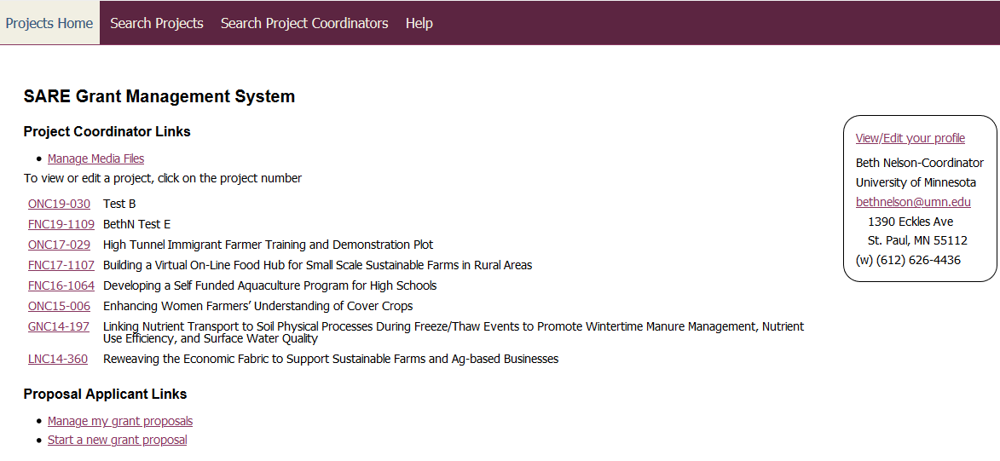 Projects Home Search Projects Search Project Coordinators Help
SARE Grant Management System
Project Coordinator Links
• Manage Media Files
To view or edit a project, click on the project number
ONC19-030 Test B
FNC19-1109 BethN Test E
ONC17-029 High Tunnel Immigrant Farmer Training and Demonstration Plot
FNC17-1107 Building a Virtual On-Line Food Hub for Small Scale Sustainable Farms in Rural Areas
FNC16-1064 Developing a Self Funded Aquaculture Program for High Schools
ONC15-006 Enhancing Women Farmers’ Understanding of Cover Crops
GNC14-197 Linking Nutrient Transport to Soil Physical Processes During Freeze/Thaw Events to Promote Wintertime Manure Management, Nutrient
Use Efficiency, and Surface Water Quality
LNC14-360 Reweaving the Economic Fabric to Support Sustainable Farms and Ag-based Businesses
Proposal Applicant Links
• Manage my grant proposals
• Start a new grant proposal
View/Edit your profile
Beth Nelson-Coordinator
University of Minnesota
bethnelson@umn.edu
1390 Eckles Ave
St. Paul, MN 55112
(w) (612) 626-4436